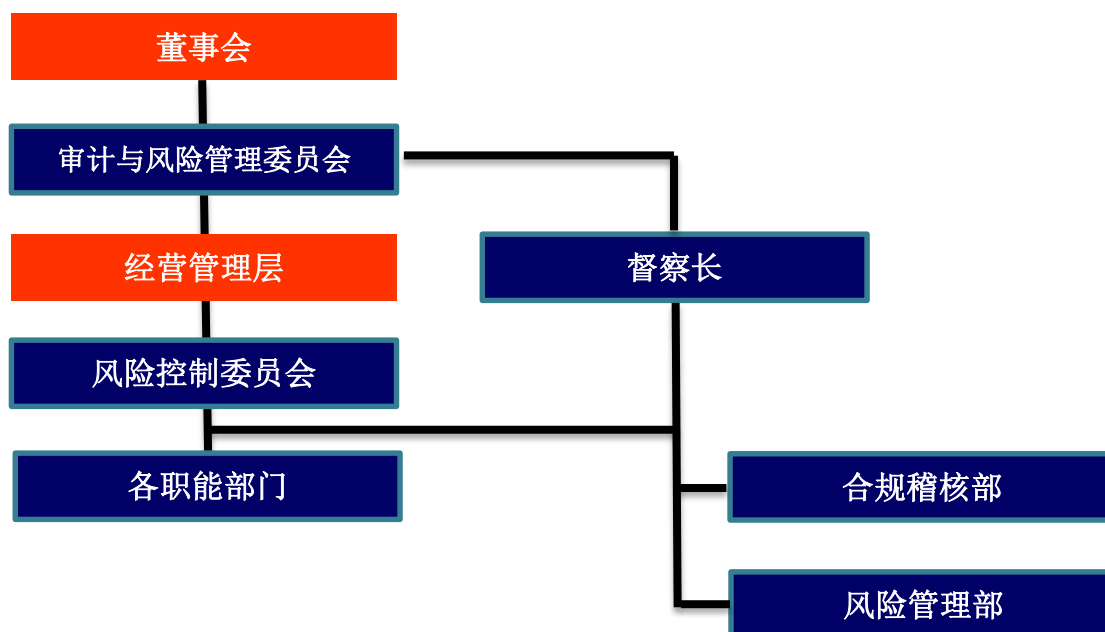 董事会
审计与风险管理委员会
经营管理层
督察长
风险控制委员会
各职能部门
合规稽核部
风险管理部